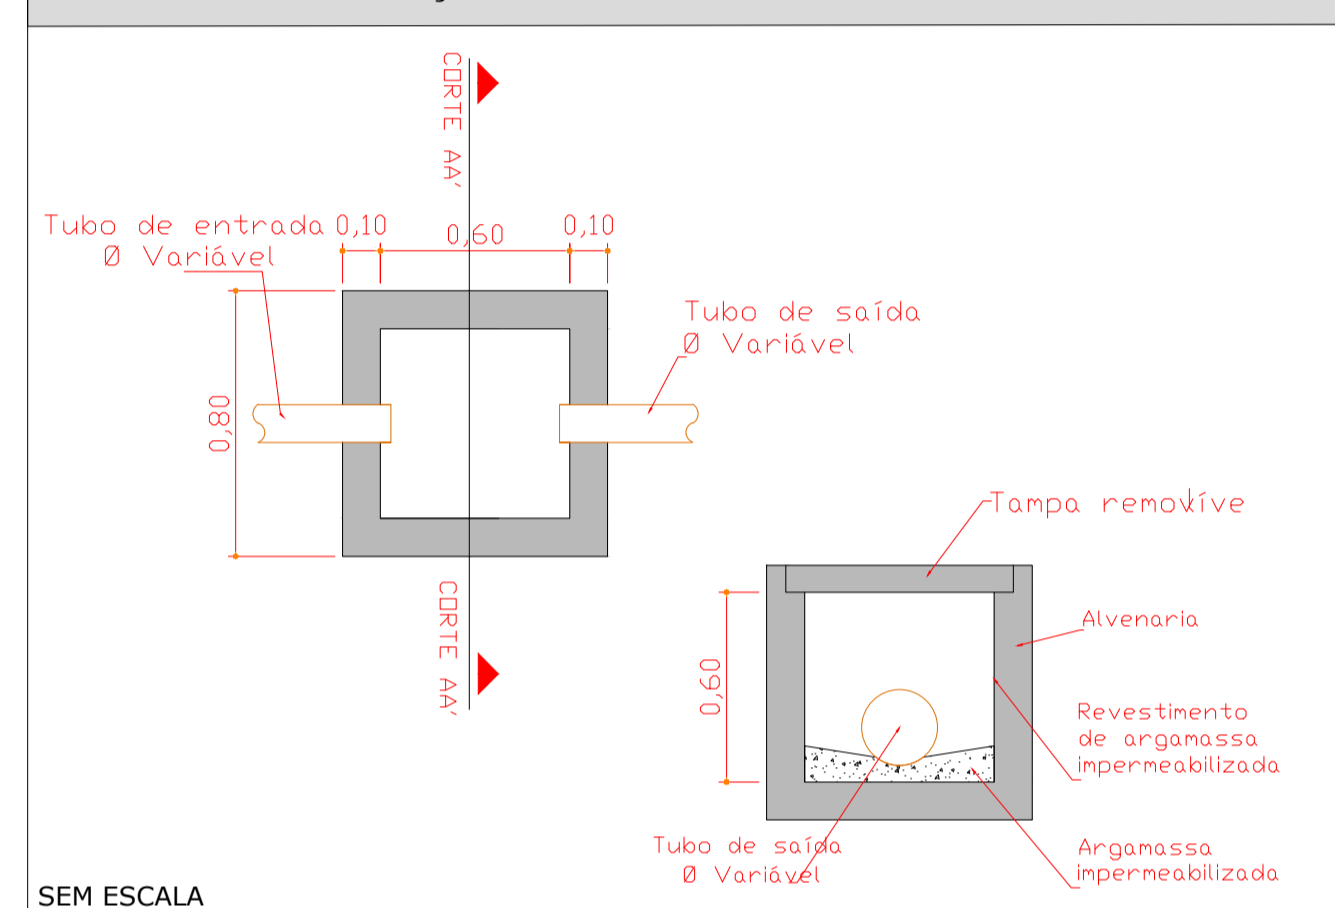 CORTE AA'
Tubo de entrada
Ø Variável
0,10
0,60
0,10
Tubo de saída
Ø Variável
0,80
CORTE AA'
Tampa removíve
Alvenaria
0,60
Revestimento
de argamassa
impermeabilizada
Tubo de saída
Ø Variável
Argamassa
impermeabilizada
SEM ESCALA